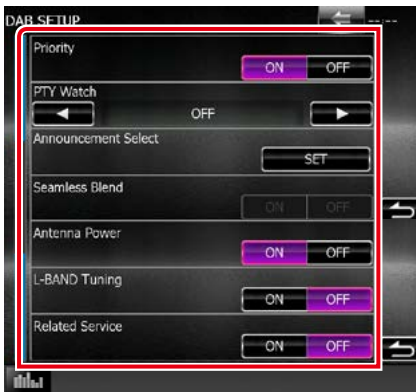 DAB SETUP
--:--
Priority
ON OFF
PTY Watch
OFF
Announcement Select
SET
Seamless Blend
ON OFF
Antenna Power
ON OFF
L-BAND Tuning
ON OFF
Related Service
ON OFF